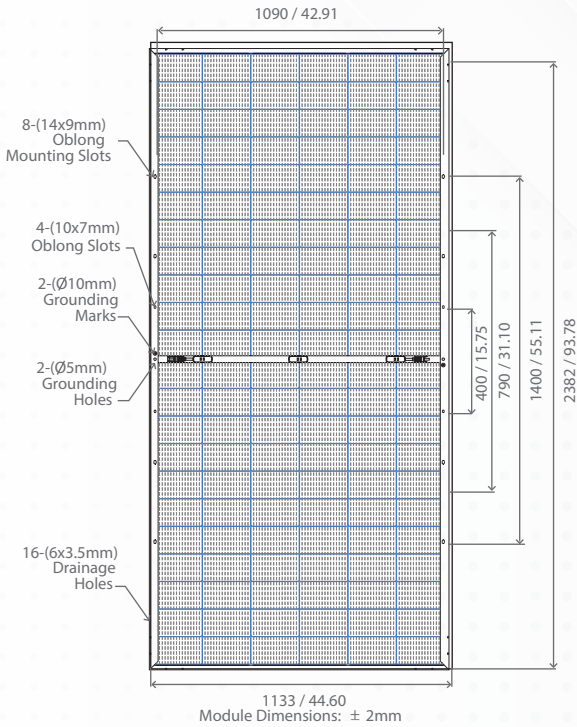 1090 / 42.91
8-(14x9mm)
Oblong
Mounting Slots
4-(10x7mm)
Oblong Slots
2-(Ø10mm)
Grounding
Marks
2-(Ø5mm)
Grounding
Holes
16-(6x3.5mm)
Drainage
Holes
400 / 15.75
790 / 31.10
1400 / 55.11
2382 / 93.78
1133 / 44.60
Module Dimensions: ± 2mm